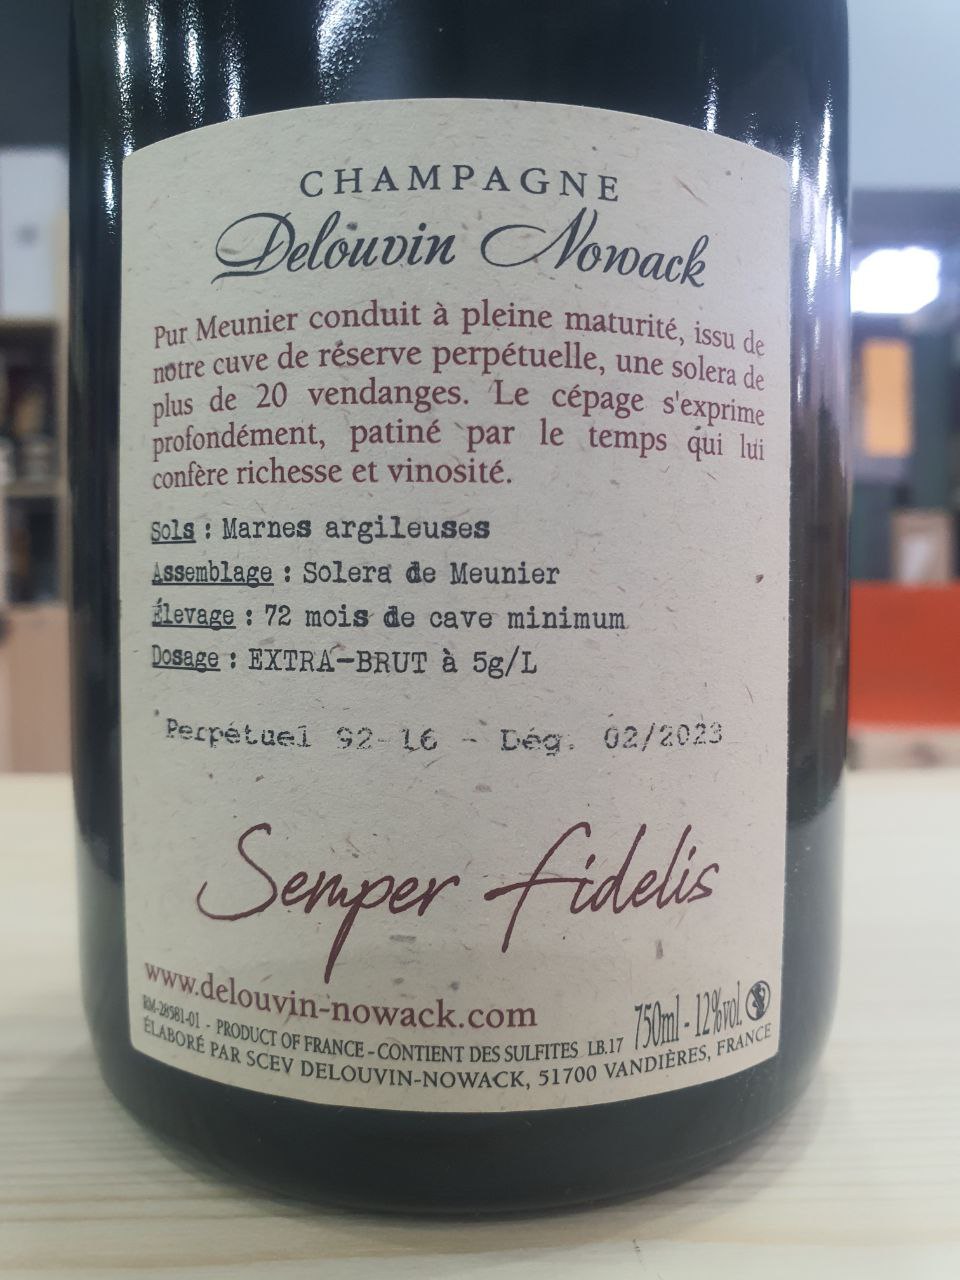 CHAMPAGNE
Delouvin Nowack
Pur Meunier conduit à pleine maturité, issu de
notre cuve de réserve perpétuelle, une solera de
plus de 20 vendanges. Le cépage s'exprime
profondément, patiné par le temps qui lui
confère richesse et vinosité.
Sols : Marnes argileuses
Assemblage : Solera de Meunier
Élevage : 72 mois de cave minimum
Dosage : EXTRA-BRUT à 5g/L
Perpétuel 92-16 - Dég. 02/2023
Semper fidelis
www.delouvin-nowack.com
750ml - 12%vol.
RM-28581-01 - PRODUCT OF FRANCE - CONTIENT DES SULFITES LB.17
ÉLABORÉ PAR SCEV DELOUVIN-NOWACK, 51700 VANDIÈRES, FRANCE